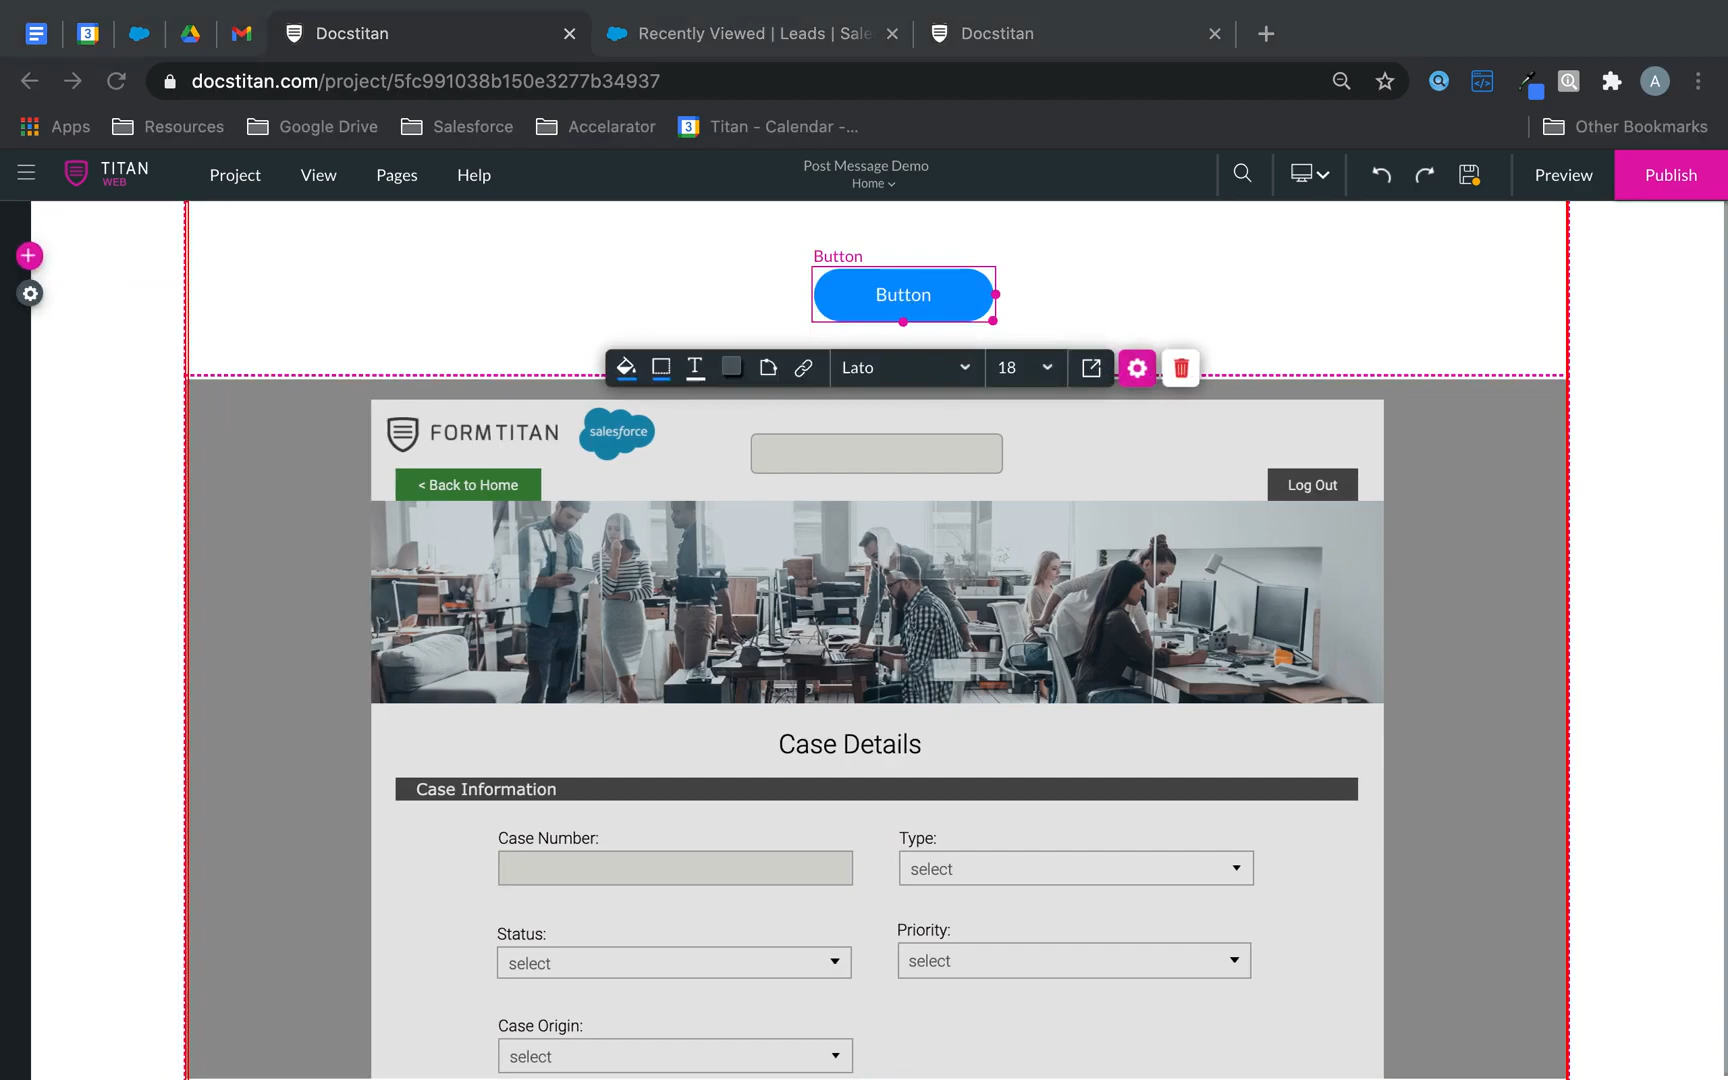 Docstitan
Recently Viewed | Leads | Sale
Docstitan
docstitan.com/project/5fc991038b150e3277b34937
A
Apps
Resources
Google Drive
Salesforce
Accelarator
3
Titan - Calendar -...
Other Bookmarks
TITAN
WEB
Project
View
Pages
Help
Post Message Demo
Home
Preview
Publish
Button
Button
Lato
18
FORMTITAN
salesforce
< Back to Home
Log Out
Case Details
Case Information
Case Number:
Type:
select
Status:
Priority:
select
select
Case Origin:
select